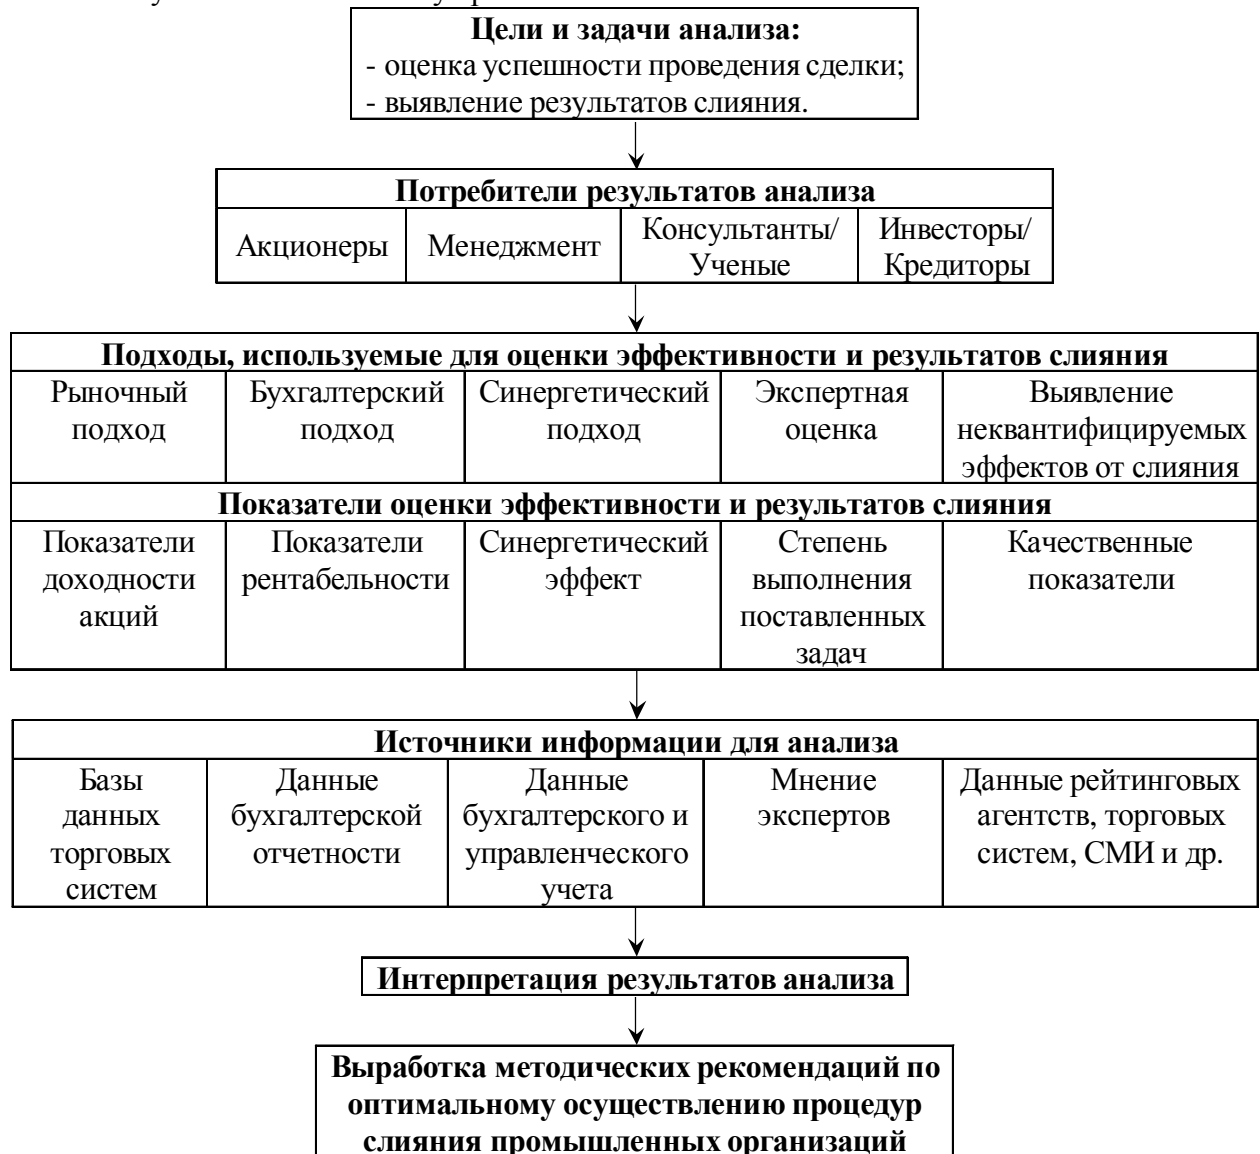 Цели и задачи анализа:
- оценка успешности проведения сделки;
- выявление результатов слияния.
Потребители результатов анализа
Акционеры
Менеджмент
Консультанты/
Ученые
Инвесторы/
Кредиторы
Подходы, используемые для оценки эффективности и результатов слияния
Рыночный
подход
Бухгалтерский
подход
Синергетический
подход
Экспертная
оценка
Выявление
неквантифицируемых
эффектов от слияния
Показатели оценки эффективности и результатов слияния
Показатели
доходности
акций
Показатели
рентабельности
Синергетический
эффект
Степень
выполнения
поставленных
задач
Качественные
показатели
Источники информации для анализа
Базы
данных
торговых
систем
Данные
бухгалтерской
отчетности
Данные
бухгалтерского и
управленческого
учета
Мнение
экспертов
Данные рейтинговых
агентств, торговых
систем, СМИ и др.
Интерпретация результатов анализа
Выработка методических рекомендаций по
оптимальному осуществлению процедур
слияния промышленных организаций